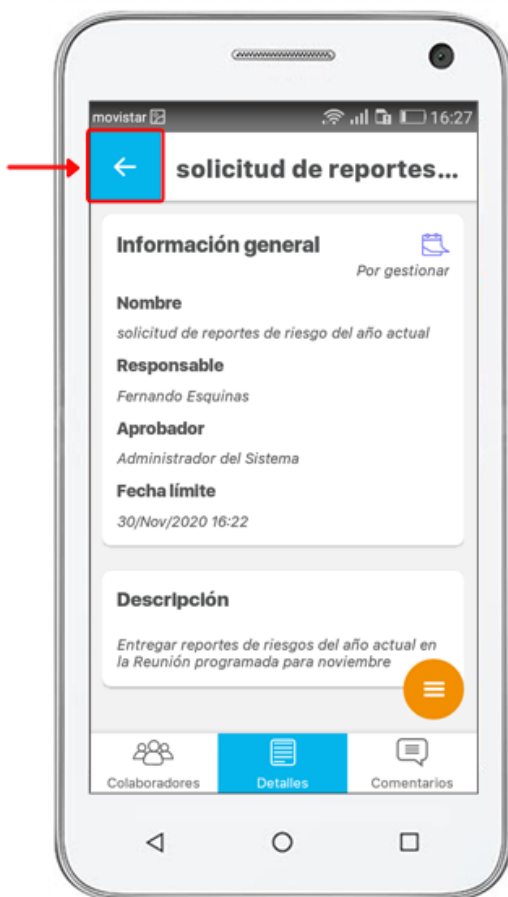 movistar 16:27
solicitud de reportes...
Información general
Por gestionar
Nombre
solicitud de reportes de riesgo del año actual
Responsable
Fernando Esquinas
Aprobador
Administrador del Sistema
Fecha límite
30/Nov/2020 16:22
Descripción
Entregar reportes de riesgos del año actual en
la Reunión programada para noviembre
Colaboradores Detalles Comentarios